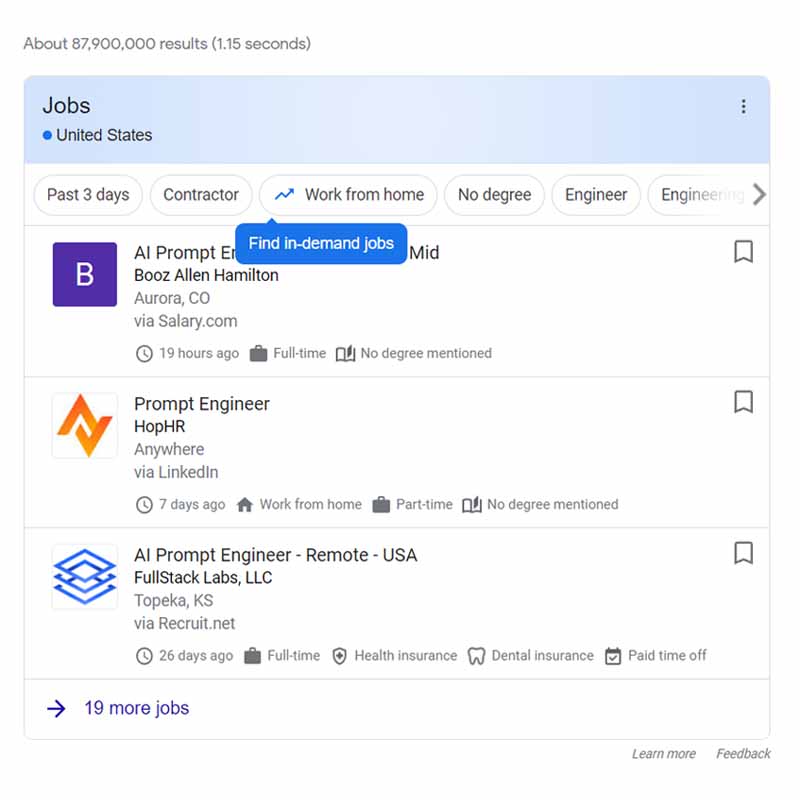 About 87,900,000 results (1.15 seconds)
Jobs
United States
Past 3 days Contractor Work from home No degree Engineer Engineering
Find in-demand jobs
B
AI Prompt Mid
Booz Allen Hamilton
Aurora, CO
via Salary.com
19 hours ago Full-time No degree mentioned
Prompt Engineer
HopHR
Anywhere
via LinkedIn
7 days ago Work from home Part-time No degree mentioned
AI Prompt Engineer - Remote - USA
FullStack Labs, LLC
Topeka, KS
via Recruit.net
26 days ago Full-time Health insurance Dental insurance Paid time off
19 more jobs
Learn more Feedback